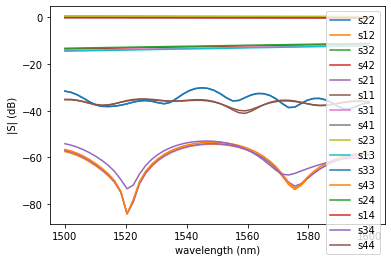 0
−20
−40
−60
−80
|S| (dB)
1500
1520
1540
1560
1580
1600
wavelength (nm)
s22
s12
s32
s42
s21
s11
s31
s41
s23
s13
s33
s43
s24
s14
s34
s44